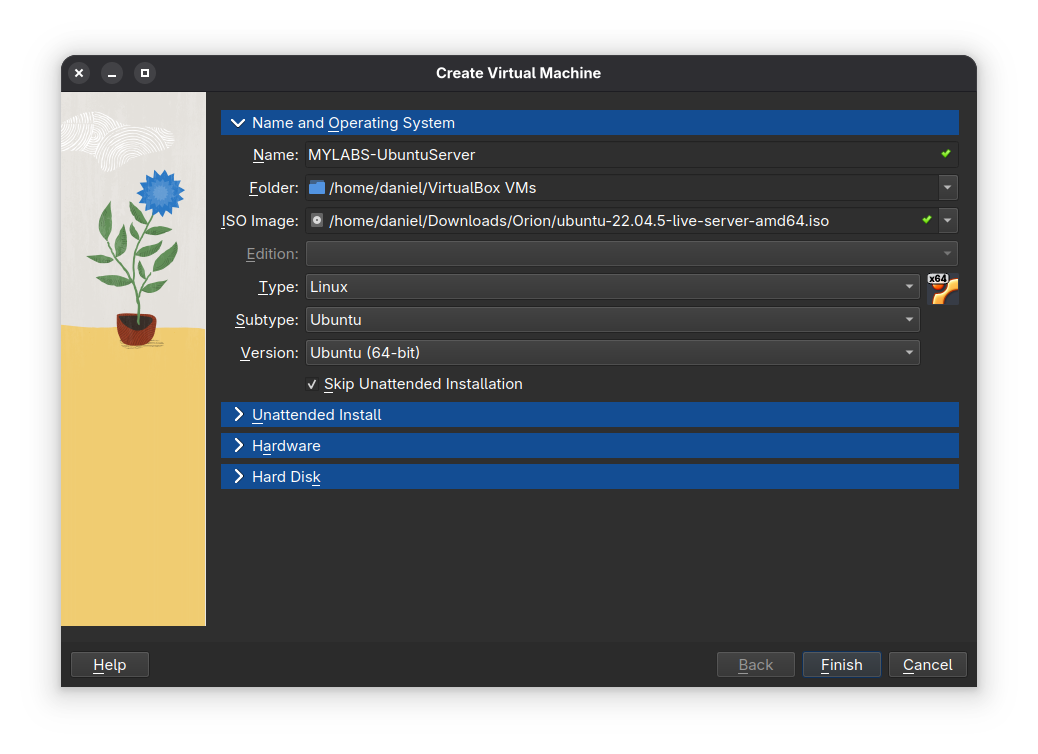 Create Virtual Machine
Name and Operating System
Name: MYLABS-UbuntuServer
Folder: /home/daniel/VirtualBox VMs
ISO Image: /home/daniel/Downloads/Orion/ubuntu-22.04.5-live-server-amd64.iso
Edition:
Type: Linux x64
Subtype: Ubuntu
Version: Ubuntu (64-bit)
Skip Unattended Installation
Unattended Install
Hardware
Hard Disk
Help Back Finish Cancel